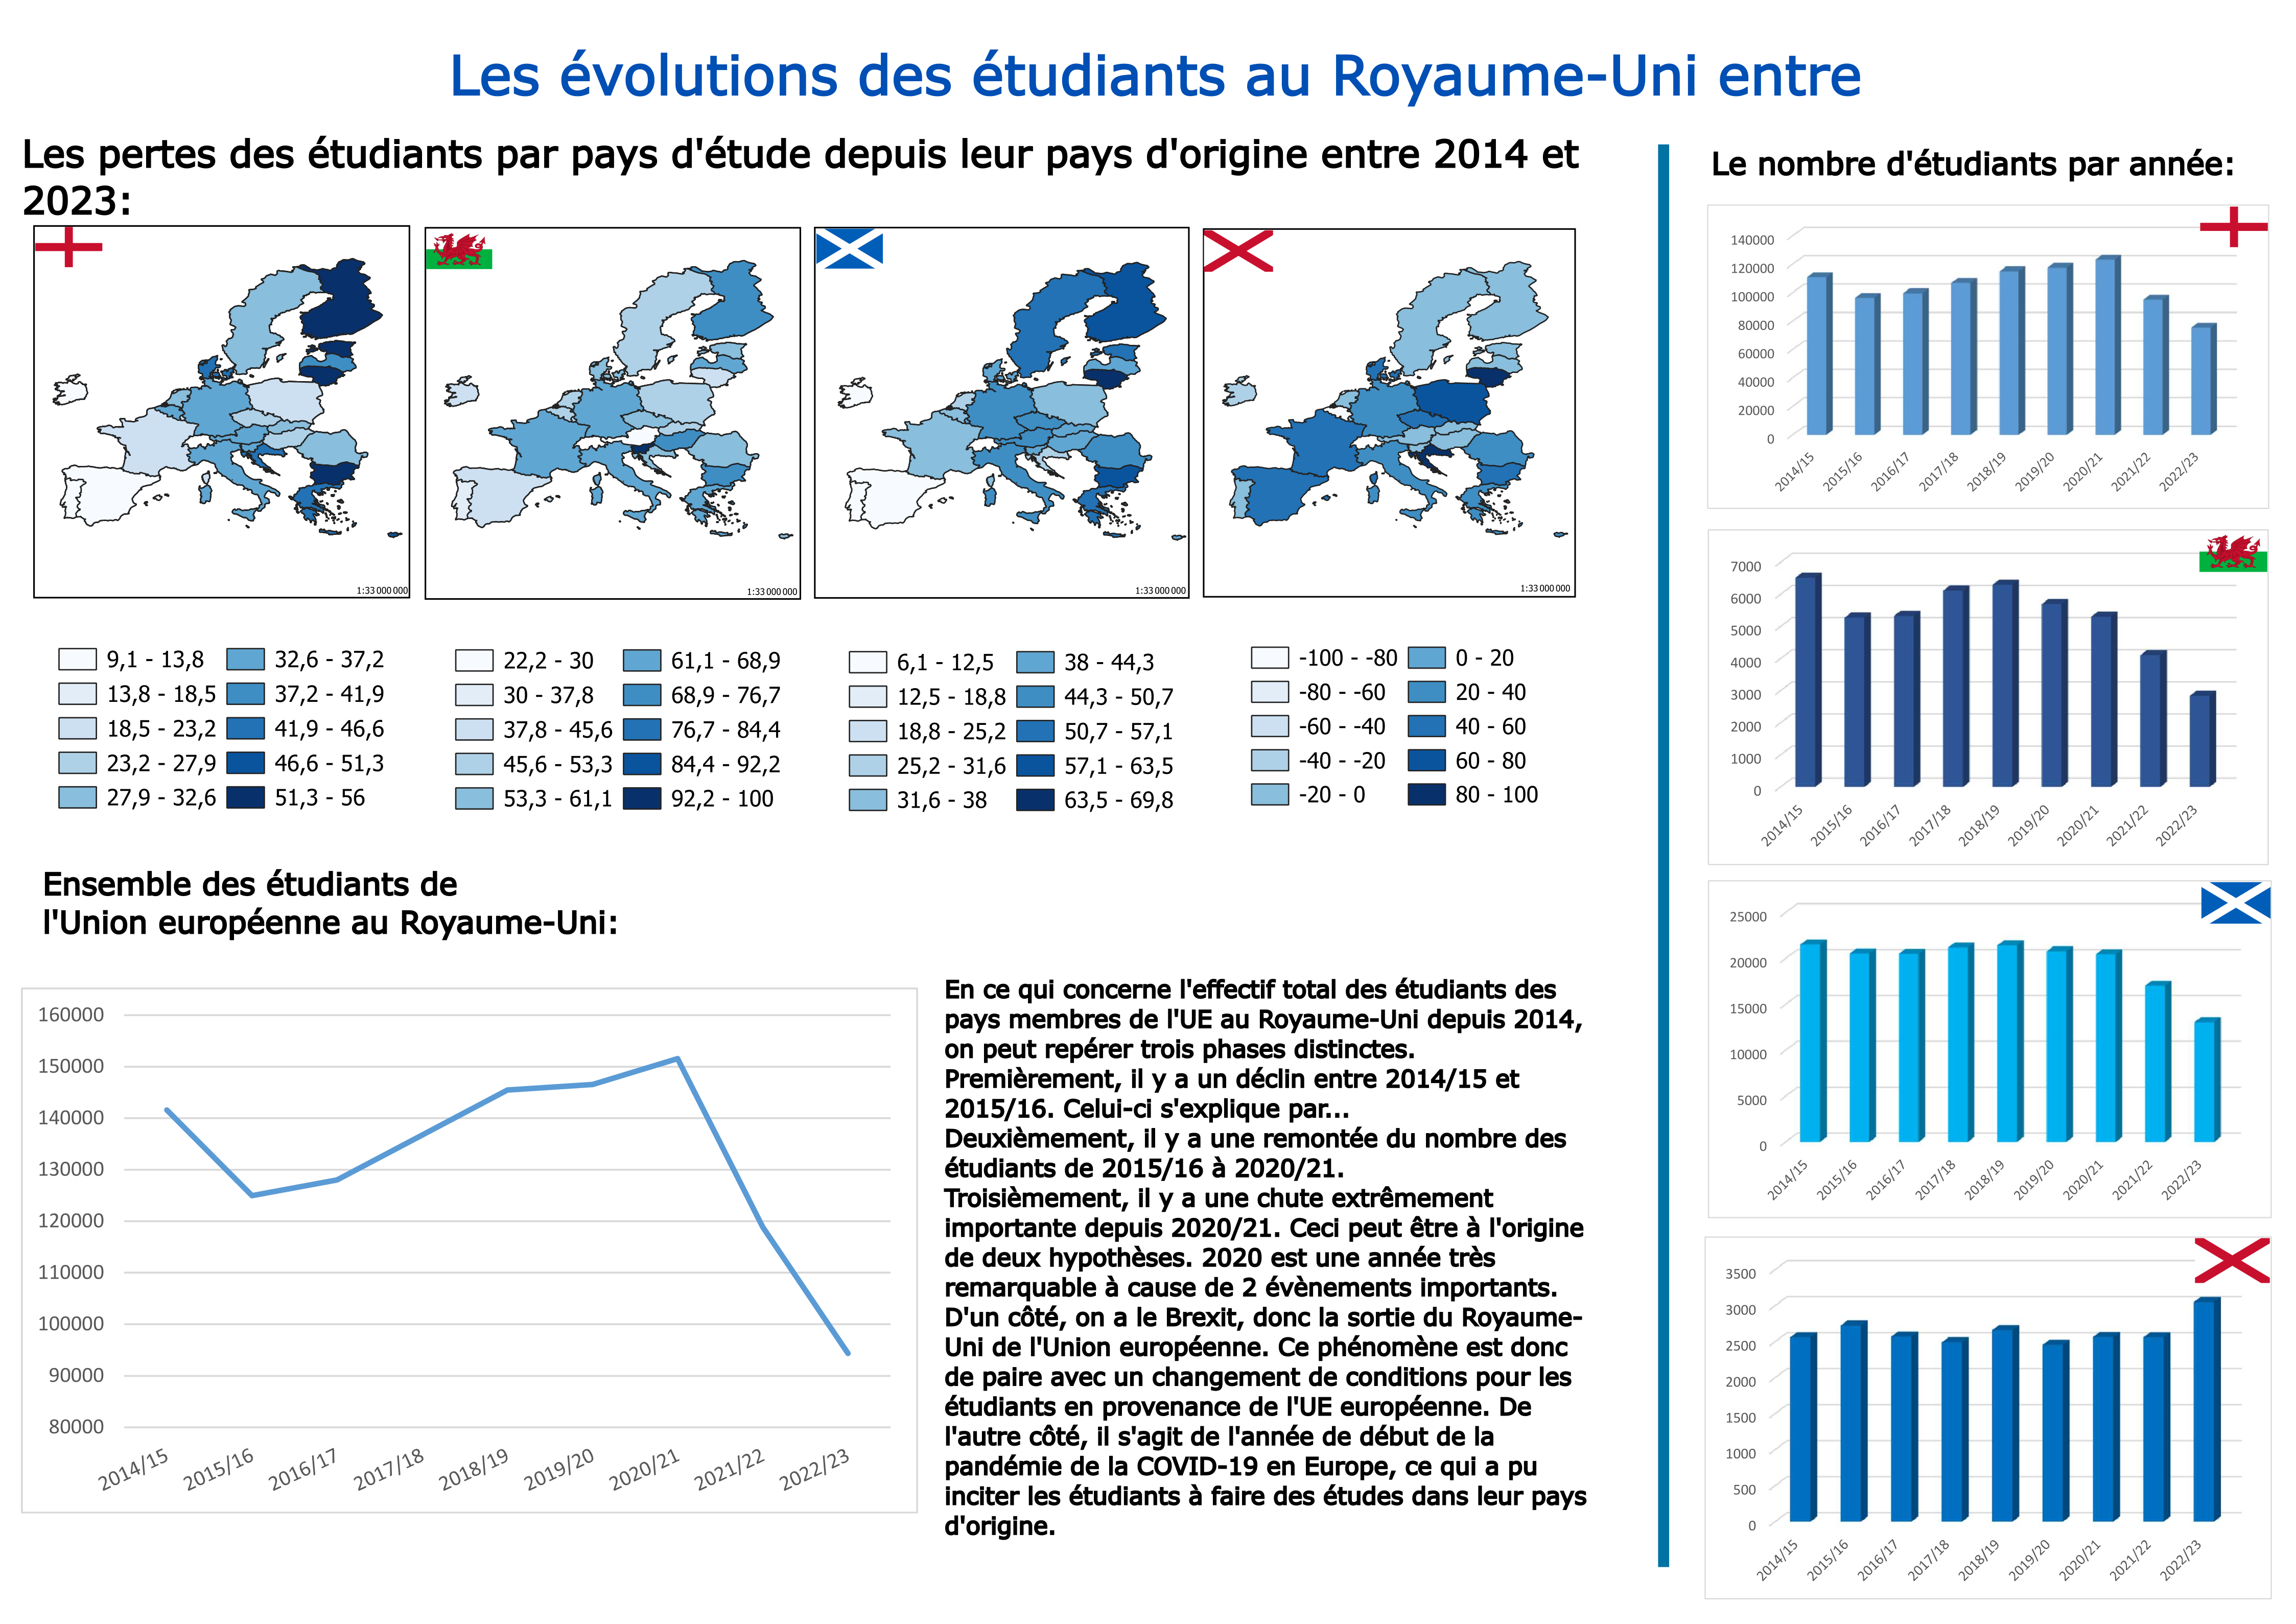 Les évolutions des étudiants au Royaume-Uni entre
Les pertes des étudiants par pays d'étude depuis leur pays d'origine entre 2014 et
2023:
1:33 000 000
1:33 000 000
1:33 000 000
1:33 000 000
9,1 - 13,8
13,8 - 18,5
18,5 - 23,2
23,2 - 27,9
27,9 - 32,6
32,6 - 37,2
37,2 - 41,9
41,9 - 46,6
46,6 - 51,3
51,3 - 56
22,2 - 30
30 - 37,8
37,8 - 45,6
45,6 - 53,3
53,3 - 61,1
61,1 - 68,9
68,9 - 76,7
76,7 - 84,4
84,4 - 92,2
92,2 - 100
6,1 - 12,5
12,5 - 18,8
18,8 - 25,2
25,2 - 31,6
31,6 - 38
38 - 44,3
44,3 - 50,7
50,7 - 57,1
57,1 - 63,5
63,5 - 69,8
-100 - -80
-80 - -60
-60 - -40
-40 - -20
-20 - 0
0 - 20
20 - 40
40 - 60
60 - 80
80 - 100
Ensemble des étudiants de
l'Union européenne au Royaume-Uni:
160000
150000
140000
130000
120000
110000
100000
90000
80000
2014/15
2015/16
2016/17
2017/18
2018/19
2019/20
2020/21
2021/22
2022/23
En ce qui concerne l'effectif total des étudiants des
pays membres de l'UE au Royaume-Uni depuis 2014,
on peut repérer trois phases distinctes.
Premièrement, il y a un déclin entre 2014/15 et
2015/16. Celui-ci s'explique par...
Deuxièmement, il y a une remontée du nombre des
étudiants de 2015/16 à 2020/21.
Troisièmement, il y a une chute extrêmement
importante depuis 2020/21. Ceci peut être à l'origine
de deux hypothèses. 2020 est une année très
remarquable à cause de 2 évènements importants.
D'un côté, on a le Brexit, donc la sortie du Royaume-
Uni de l'Union européenne. Ce phénomène est donc
de paire avec un changement de conditions pour les
étudiants en provenance de l'UE européenne. De
l'autre côté, il s'agit de l'année de début de la
pandémie de la COVID-19 en Europe, ce qui a pu
inciter les étudiants à faire des études dans leur pays
d'origine.
Le nombre d'étudiants par année:
140000
120000
100000
80000
60000
40000
20000
0
2014/15
2015/16
2016/17
2017/18
2018/19
2019/20
2020/21
2021/22
2022/23
7000
6000
5000
4000
3000
2000
1000
0
2014/15
2015/16
2016/17
2017/18
2018/19
2019/20
2020/21
2021/22
2022/23
25000
20000
15000
10000
5000
0
2014/15
2015/16
2016/17
2017/18
2018/19
2019/20
2020/21
2021/22
2022/23
3500
3000
2500
2000
1500
1000
500
0
2014/15
2015/16
2016/17
2017/18
2018/19
2019/20
2020/21
2021/22
2022/23